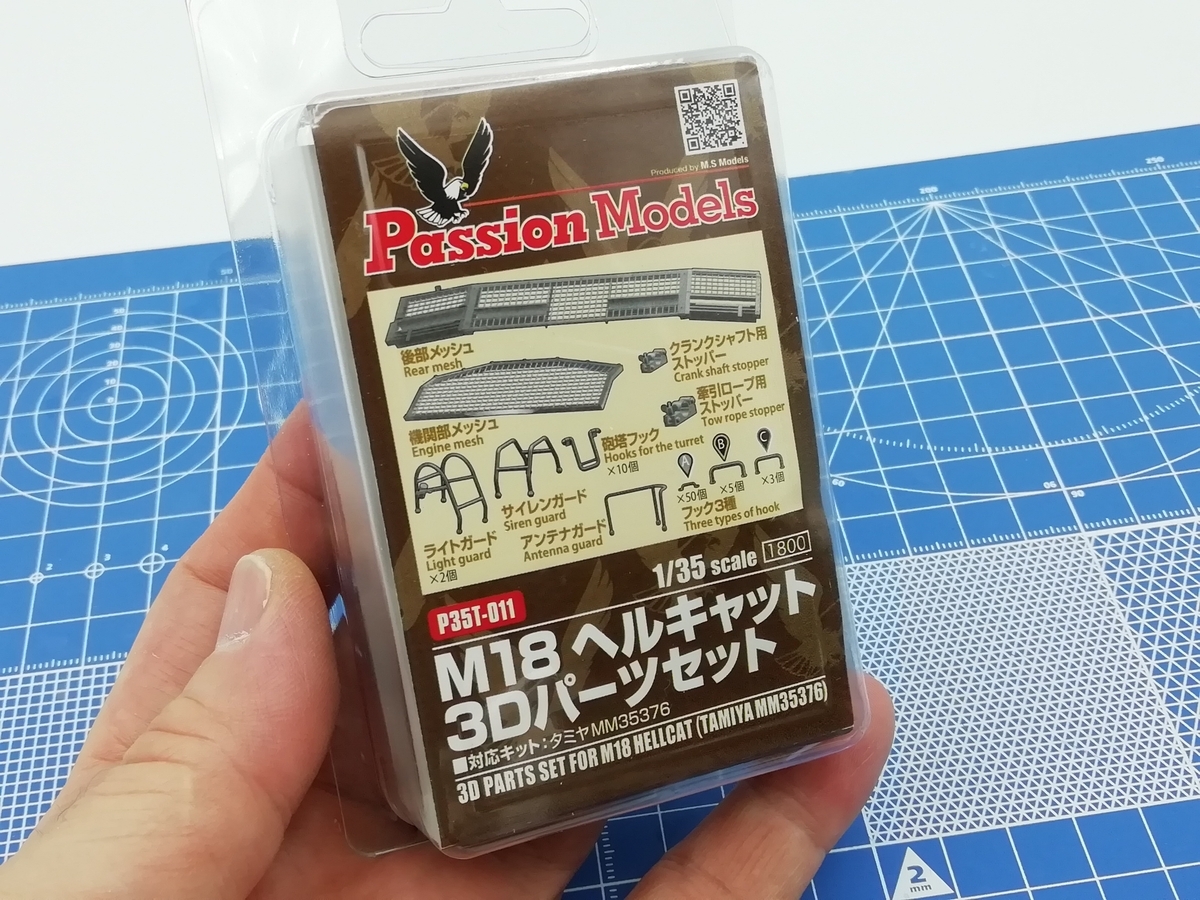 Produced by M.S Models
Passion Models
後部メッシュ
Rear mesh
クランクシャフト用
ストッパー
Crank shaft stopper
機関部メッシュ
Engine mesh
牽引ロープ用
ストッパー
Tow rope stopper
砲塔フック
Hooks for the turret
×10個
A
B
C
×50個
×5個
×3個
フック3種
Three types of hook
サイレンガード
Siren guard
ライトガード
Light guard
×2個
アンテナガード
Antenna guard
1/35 scale
1800
P35T-011
M18 ヘルキャット
3Dパーツセット
■対応キット:タミヤMM35376
3D PARTS SET FOR M18 HELLCAT (TAMIYA MM35376)
200
250
50
90
60
2
mm